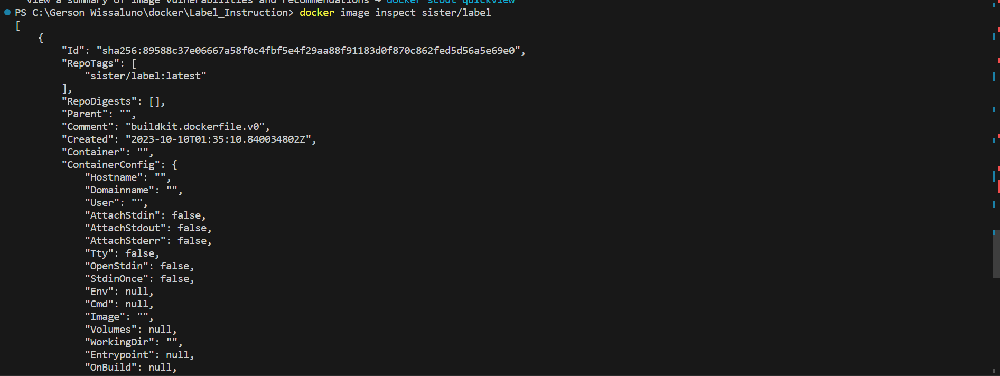 View a summary of image vulnerabilities and recommendations → docker scout quickview
PS C:\Gerson Wissaluno\docker\Label_Instruction> docker image inspect sister/label
[
    {
        "Id": "sha256:89588c37e06667a58f0c4fbf5e4f29aa88f91183d0f870c862fed5d56a5e69e0",
        "RepoTags": [
            "sister/label:latest"
        ],
        "RepoDigests": [],
        "Parent": "",
        "Comment": "buildkit.dockerfile.v0",
        "Created": "2023-10-10T01:35:10.840034802Z",
        "Container": "",
        "ContainerConfig": {
            "Hostname": "",
            "Domainname": "",
            "User": "",
            "AttachStdin": false,
            "AttachStdout": false,
            "AttachStderr": false,
            "Tty": false,
            "OpenStdin": false,
            "StdinOnce": false,
            "Env": null,
            "Cmd": null,
            "Image": "",
            "Volumes": null,
            "WorkingDir": "",
            "Entrypoint": null,
            "OnBuild": null,